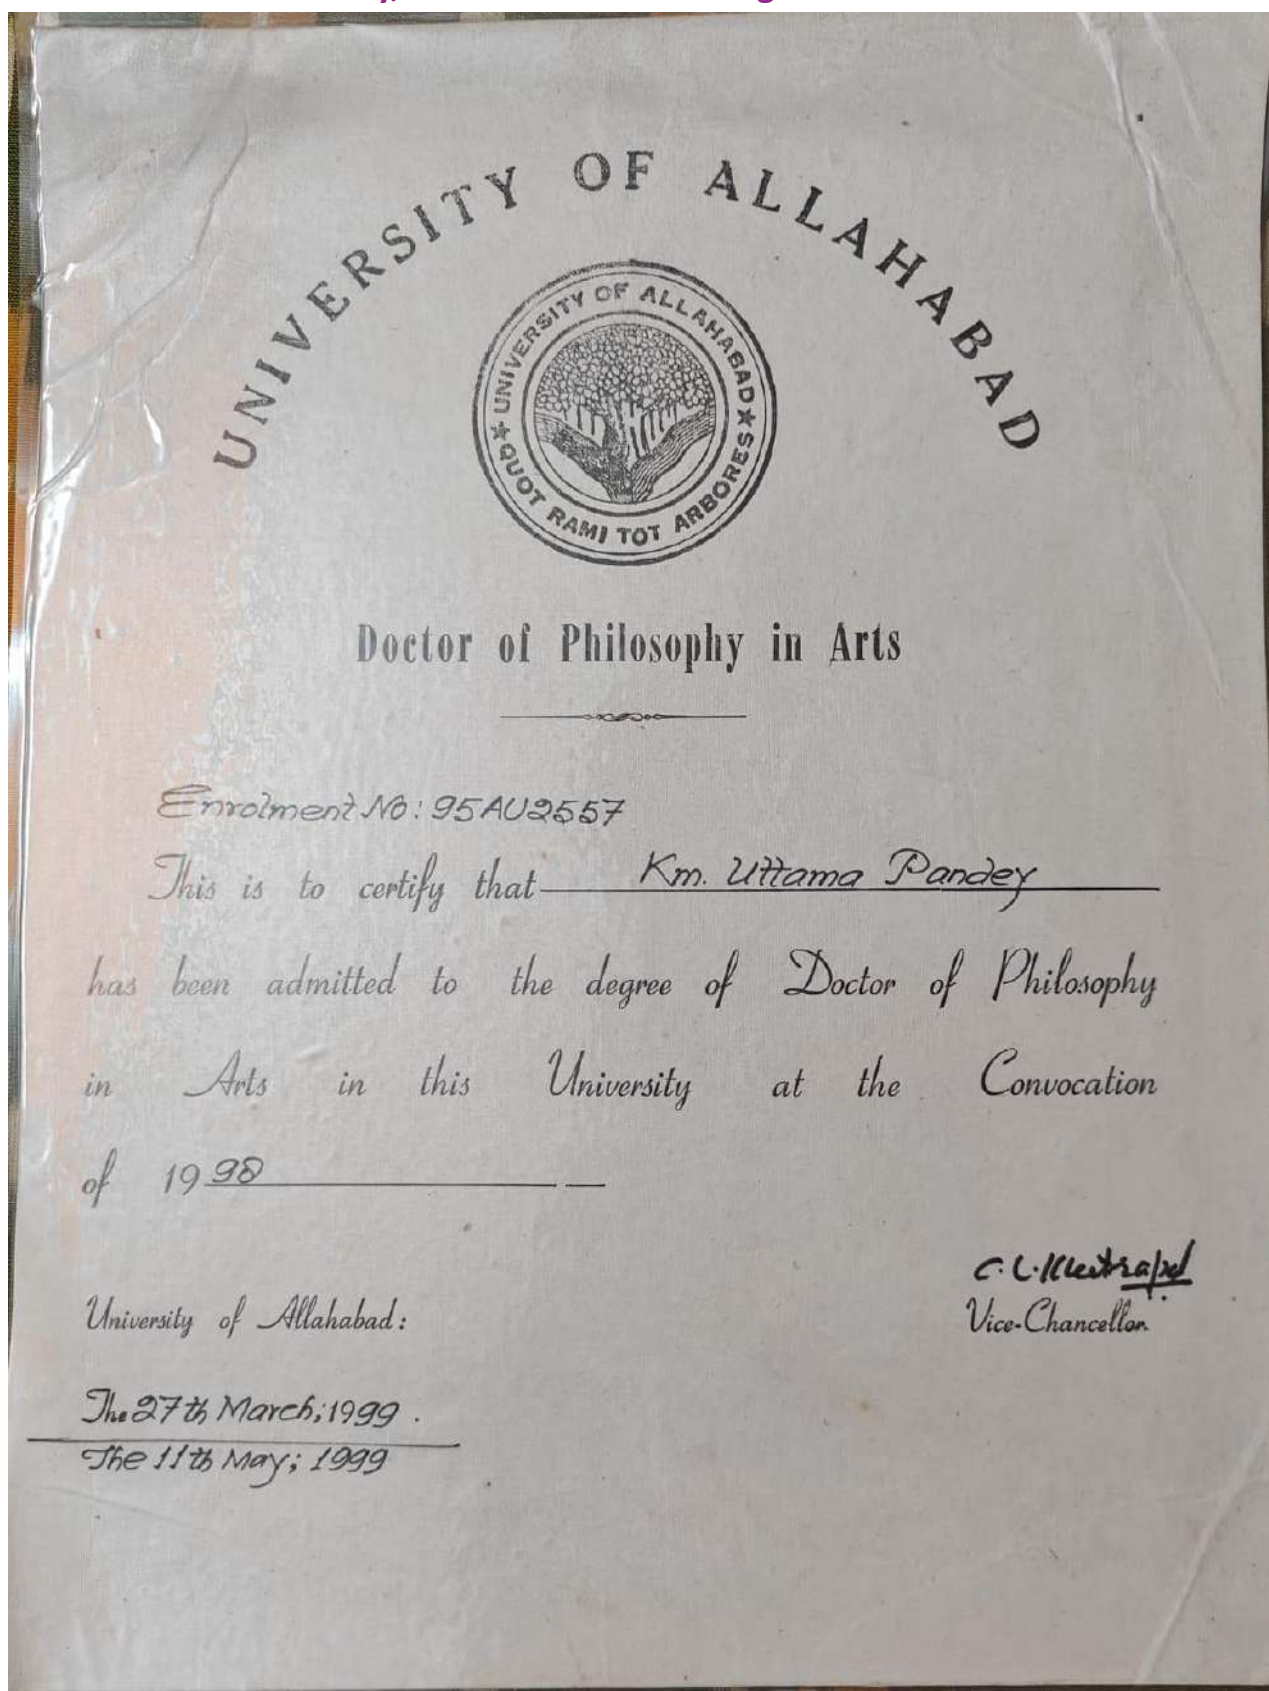 UNIVERSITY OF ALLAHABAD
UNIVERSITY OF ALLAHABAD
QUOT RAMI TOT ARBORES
Doctor of Philosophy in Arts
Enrolment No: 95AU2557
This is to certify that Km. Uttama Pandey
has been admitted to the degree of Doctor of Philosophy
in Arts in this University at the Convocation
of 1998
Vice-Chancellor.
University of Allahabad:
The 27th March; 1999.
The 11th May; 1999